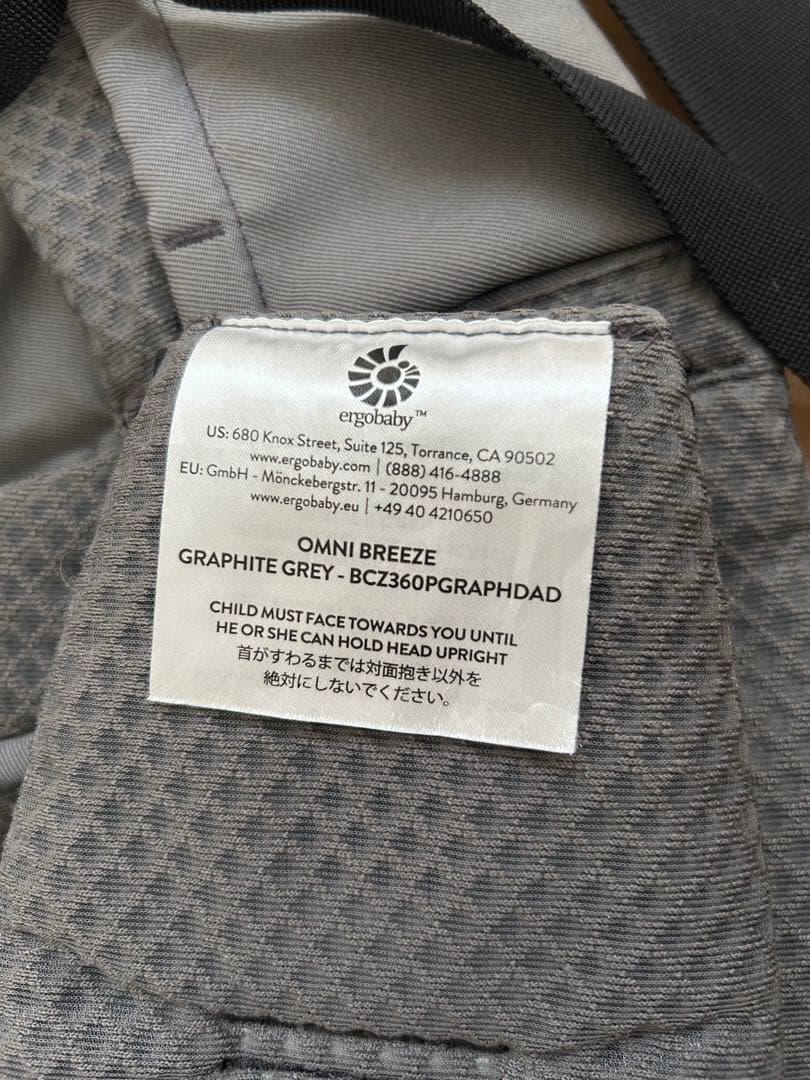 ergobaby™
US: 680 Knox Street, Suite 125, Torrance, CA 90502
www.ergobaby.com | (888) 416-4888
EU: GmbH - Mönckebergstr. 11 - 20095 Hamburg, Germany
www.ergobaby.eu | +49 40 4210650
OMNI BREEZE
GRAPHITE GREY - BCZ360PGRAPHDAD
CHILD MUST FACE TOWARDS YOU UNTIL
HE OR SHE CAN HOLD HEAD UPRIGHT
首がすわるまでは対面抱き以外を
絶対にしないでください。